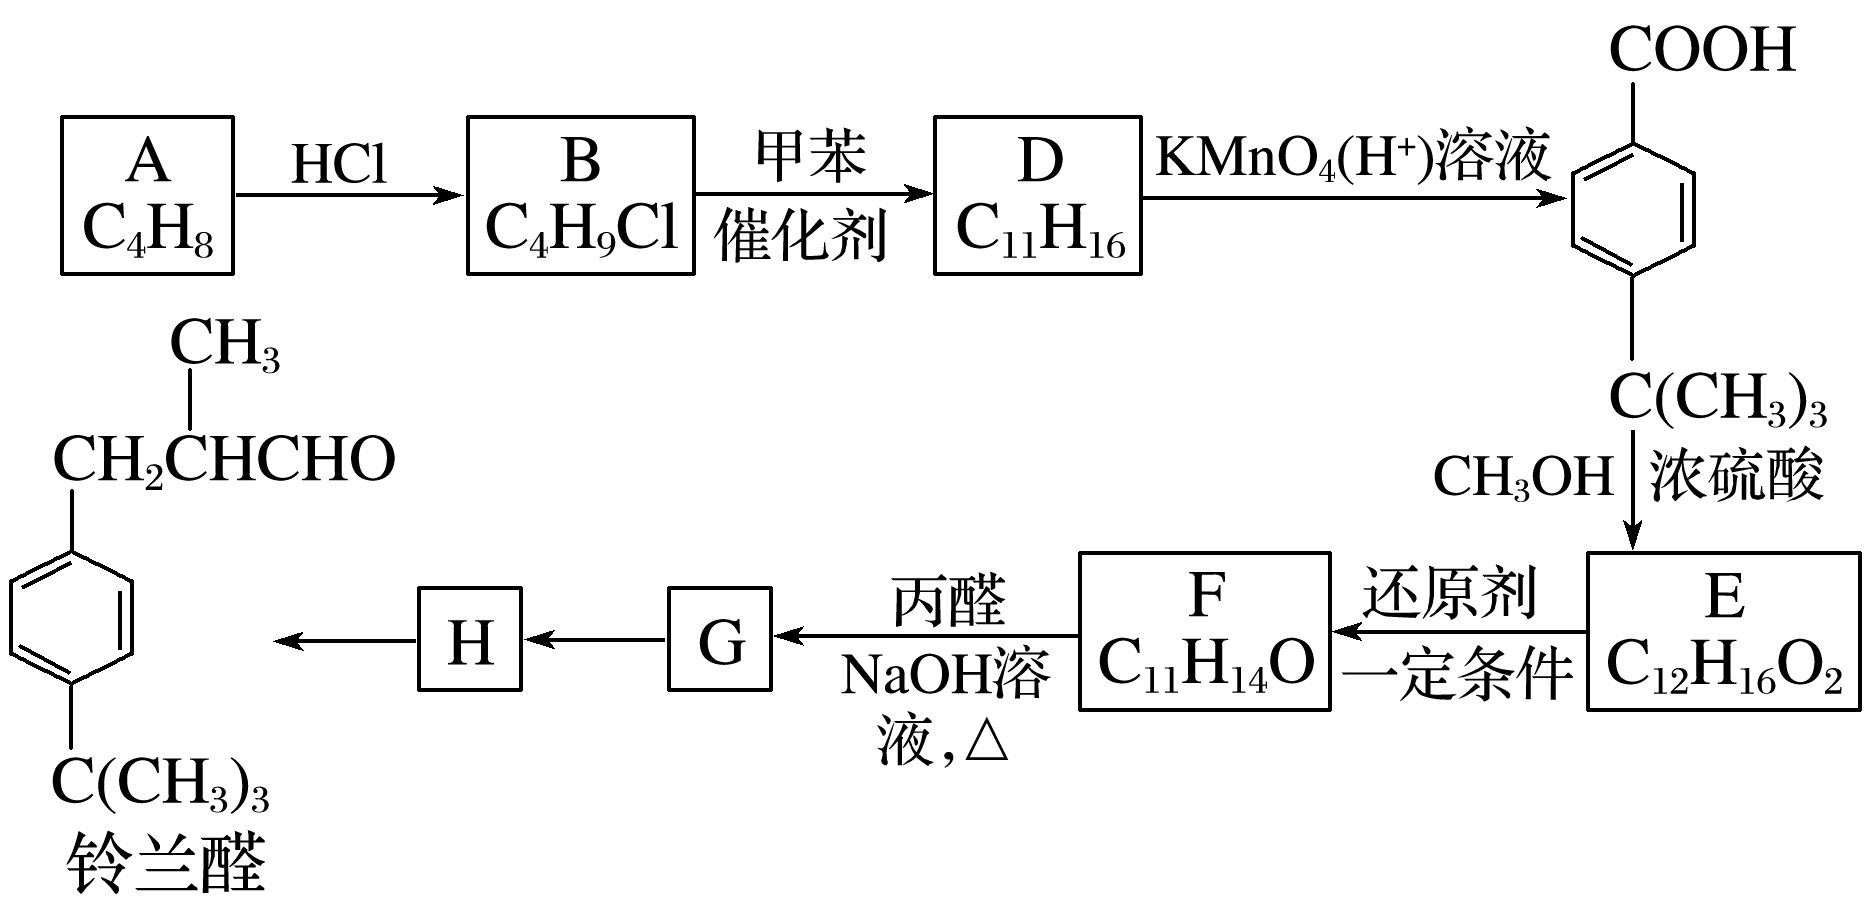 COOH
A
C₄H₈
HCl
B
C₄H₉Cl
甲苯
催化剂
D
C₁₁H₁₆
KMnO₄(H⁺)溶液
C(CH₃)₃
CH₃OH
浓硫酸
E
C₁₂H₁₆O₂
还原剂
一定条件
F
C₁₁H₁₄O
丙醛
NaOH溶
液,△
G
H
CH₃
CH₂CHCHO
C(CH₃)₃
铃兰醛